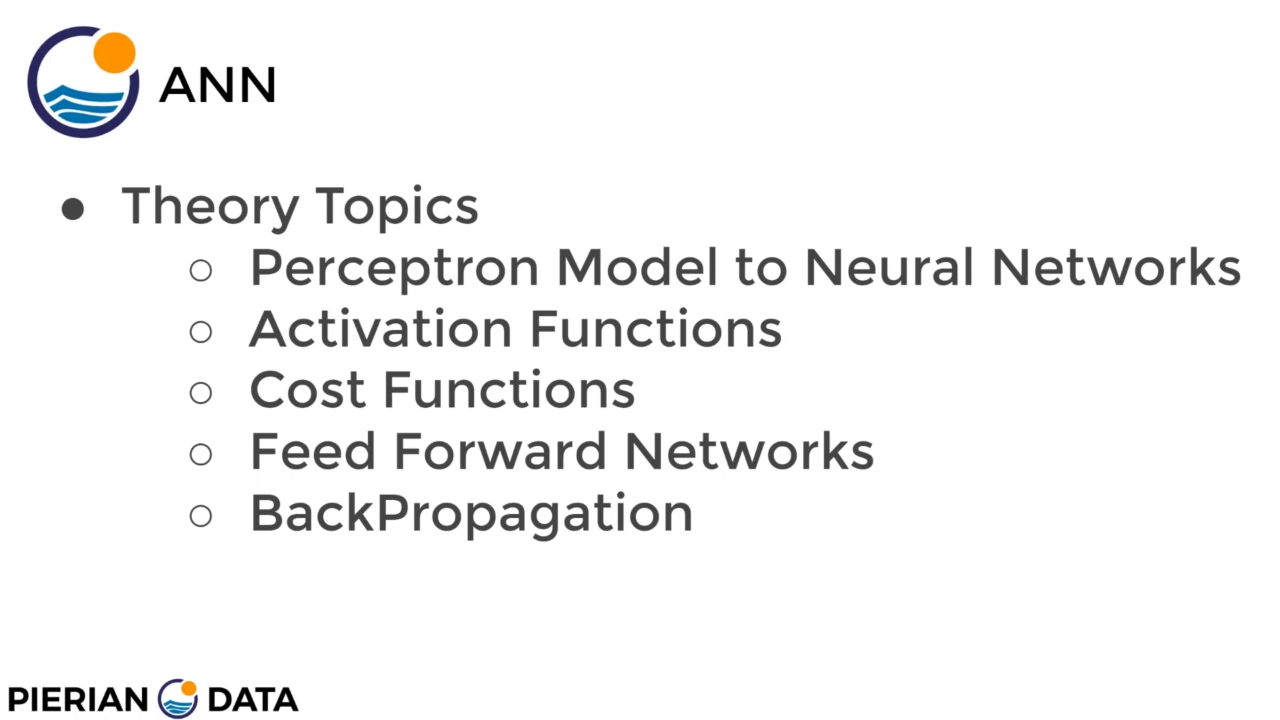 ANN
● Theory Topics
○ Perceptron Model to Neural Networks
○ Activation Functions
○ Cost Functions
○ Feed Forward Networks
○ BackPropagation
PIERIAN DATA